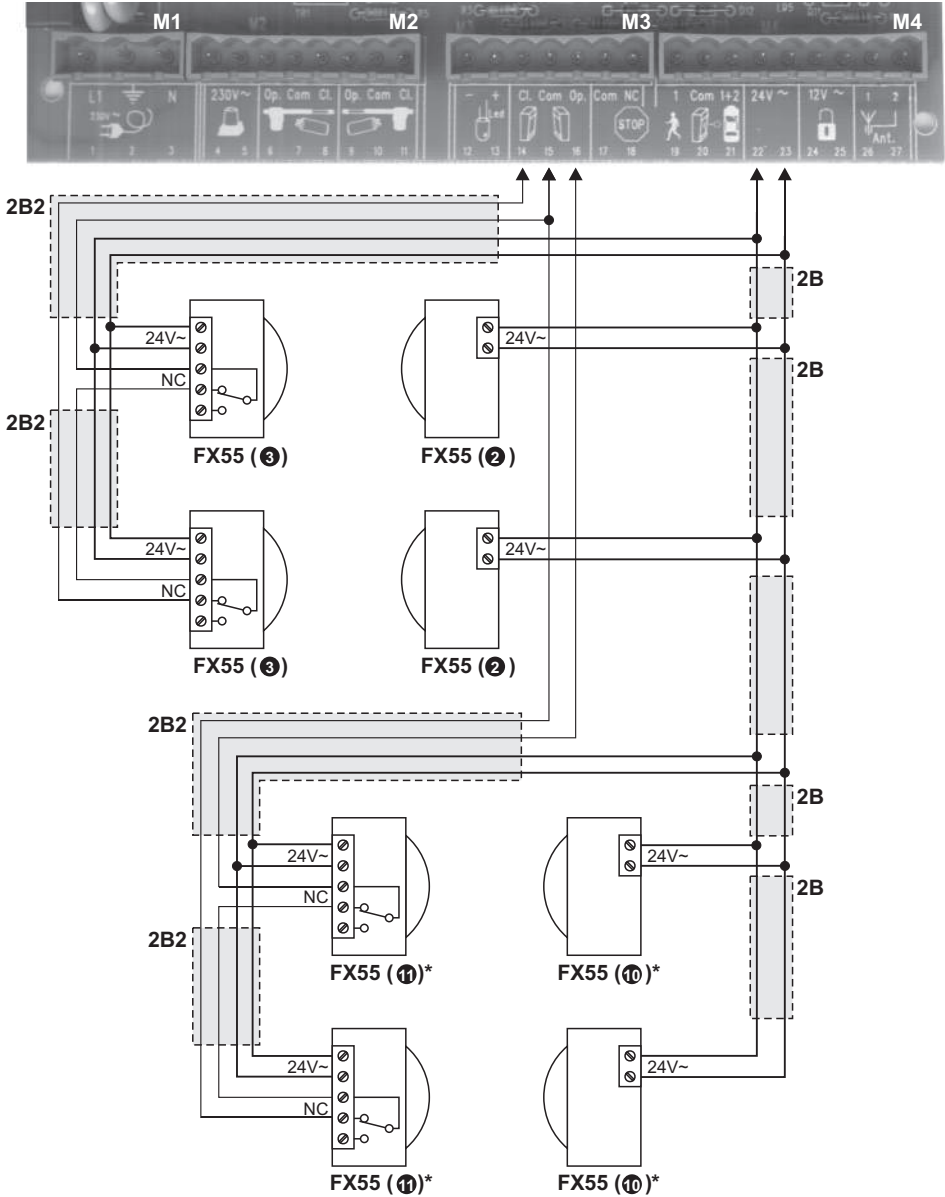 M1 M2 M3 M4
L1 N 230V~ Op. Com Cl. Op. Com Cl. - + Cl. Com Op. Com NC 1 Com 1+2 24V ~ 12V ~ 1 2
230V~ Led STOP Ant.
1 2 3 4 5 6 7 8 9 10 11 12 13 14 15 16 17 18 19 20 21 22 23 24 25 26 27
2B2
2B
24V~ 24V~
2B
NC
2B2
FX55 (3) FX55 (2)
24V~ 24V~
NC
FX55 (3) FX55 (2)
2B2
2B
24V~ 24V~
2B
NC
2B2
FX55 (11)* FX55 (10)*
24V~ 24V~
NC
FX55 (11)* FX55 (10)*